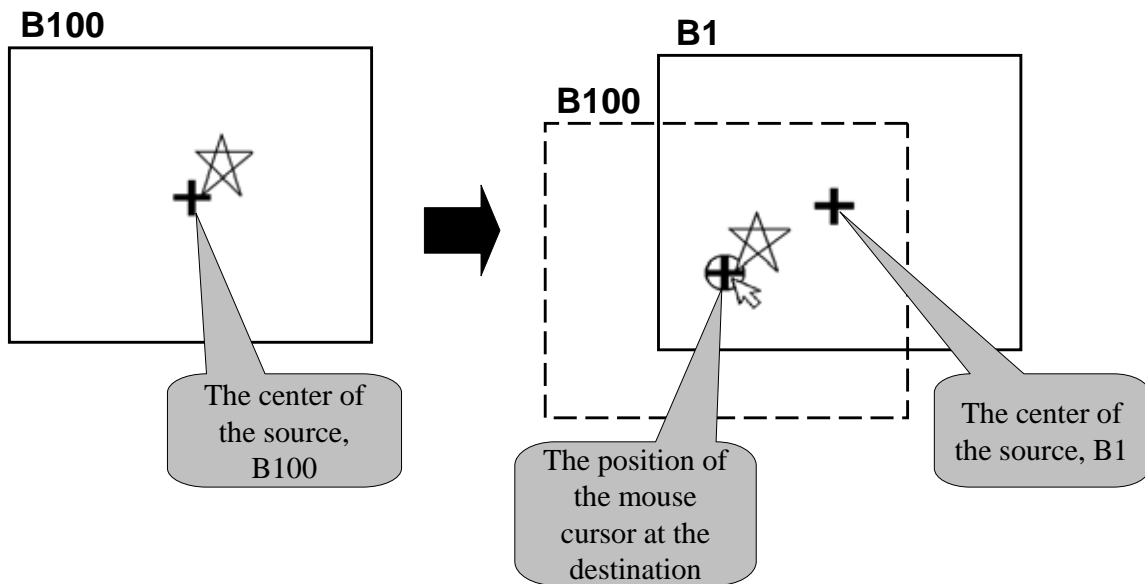 B100
The center of
the source,
B100
B1
B100
The position of
the mouse
cursor at the
destination
The center of
the source, B1